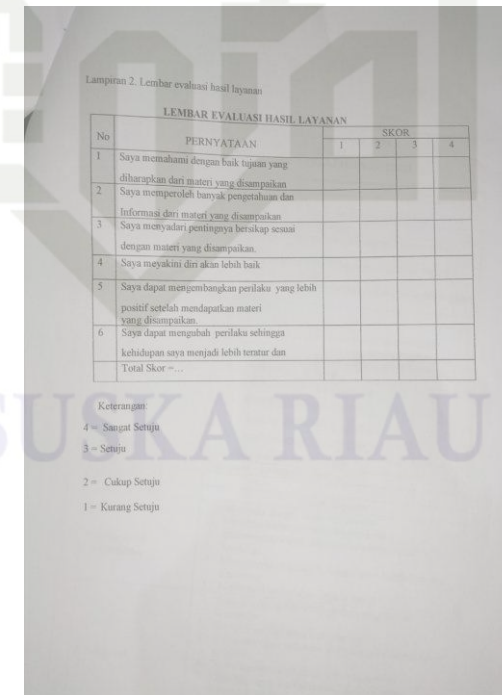 Lampiran 2. Lembar evaluasi hasil layanan
LEMBAR EVALUASI HASIL LAYANAN
No PERNYATAAN SKOR
1 2 3 4
1 Saya memahami dengan baik tujuan yang
diharapkan dari materi yang disampaikan
2 Saya memperoleh banyak pengetahuan dan
Informasi dari materi yang disampaikan
3 Saya menyadari pentingnya bersikap sesuai
dengan materi yang disampaikan.
4 Saya meyakini diri akan lebih baik
5 Saya dapat mengembangkan perilaku yang lebih
positif setelah mendapatkan materi
yang disampaikan.
6 Saya dapat mengubah perilaku sehingga
kehidupan saya menjadi lebih teratur dan
Total Skor =...
Keterangan:
4 = Sangat Setuju
3 = Setuju
2 = Cukup Setuju
1 = Kurang Setuju
SUSKA RIAU